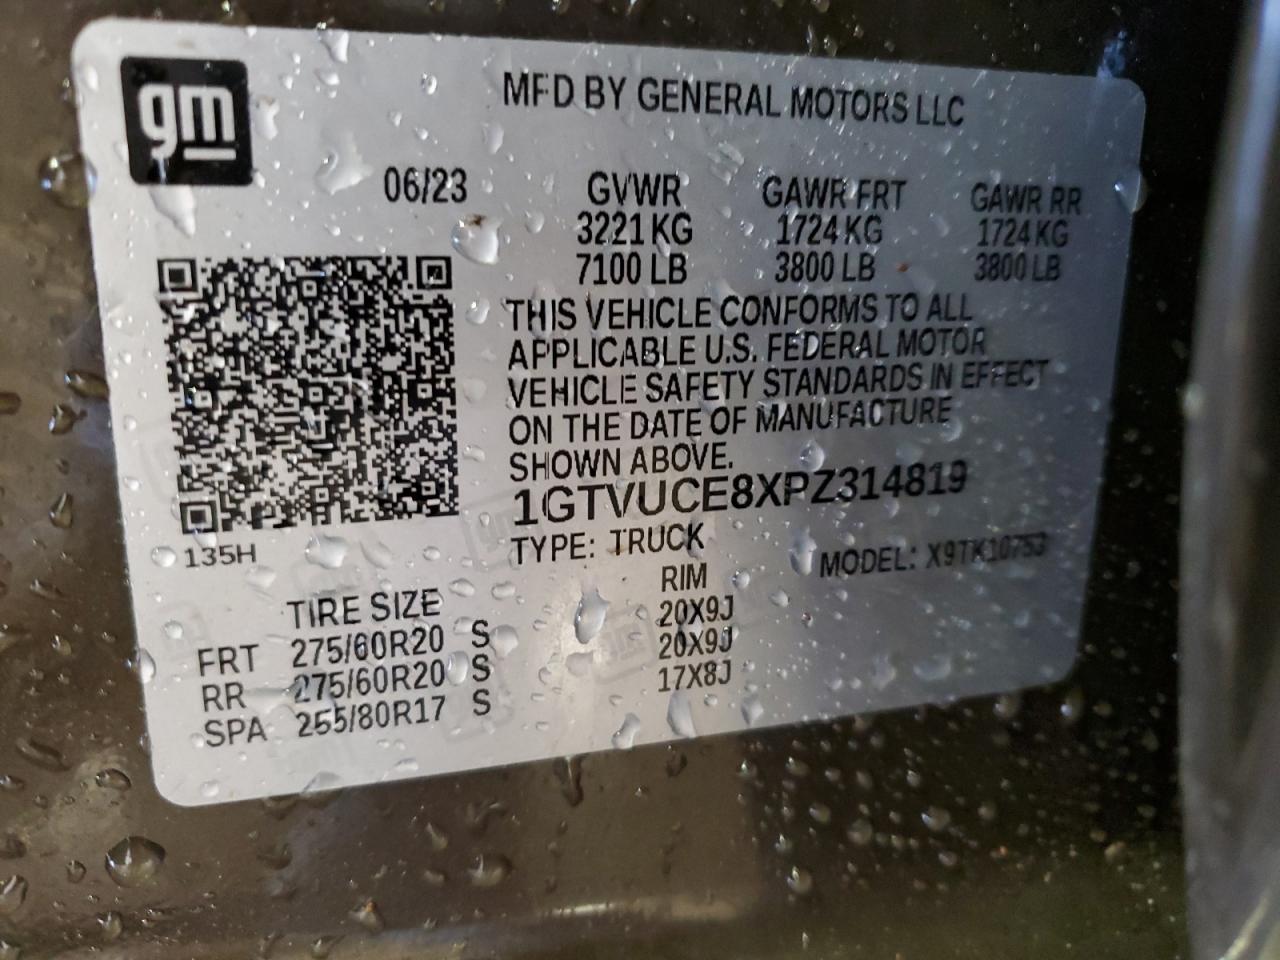 gm
MFD BY GENERAL MOTORS LLC
06/23 GVWR GAWR FRT GAWR RR
3221 KG 1724 KG 1724 KG
7100 LB 3800 LB 3800 LB
THIS VEHICLE CONFORMS TO ALL
APPLICABLE U.S. FEDERAL MOTOR
VEHICLE SAFETY STANDARDS IN EFFECT
ON THE DATE OF MANUFACTURE
SHOWN ABOVE.
1GTVUCE8XPZ314819
135H
TYPE: TRUCK MODEL: X9TK10753
TIRE SIZE RIM
FRT 275/60R20 S 20X9J
RR 275/60R20 S 20X9J
SPA 255/80R17 S 17X8J